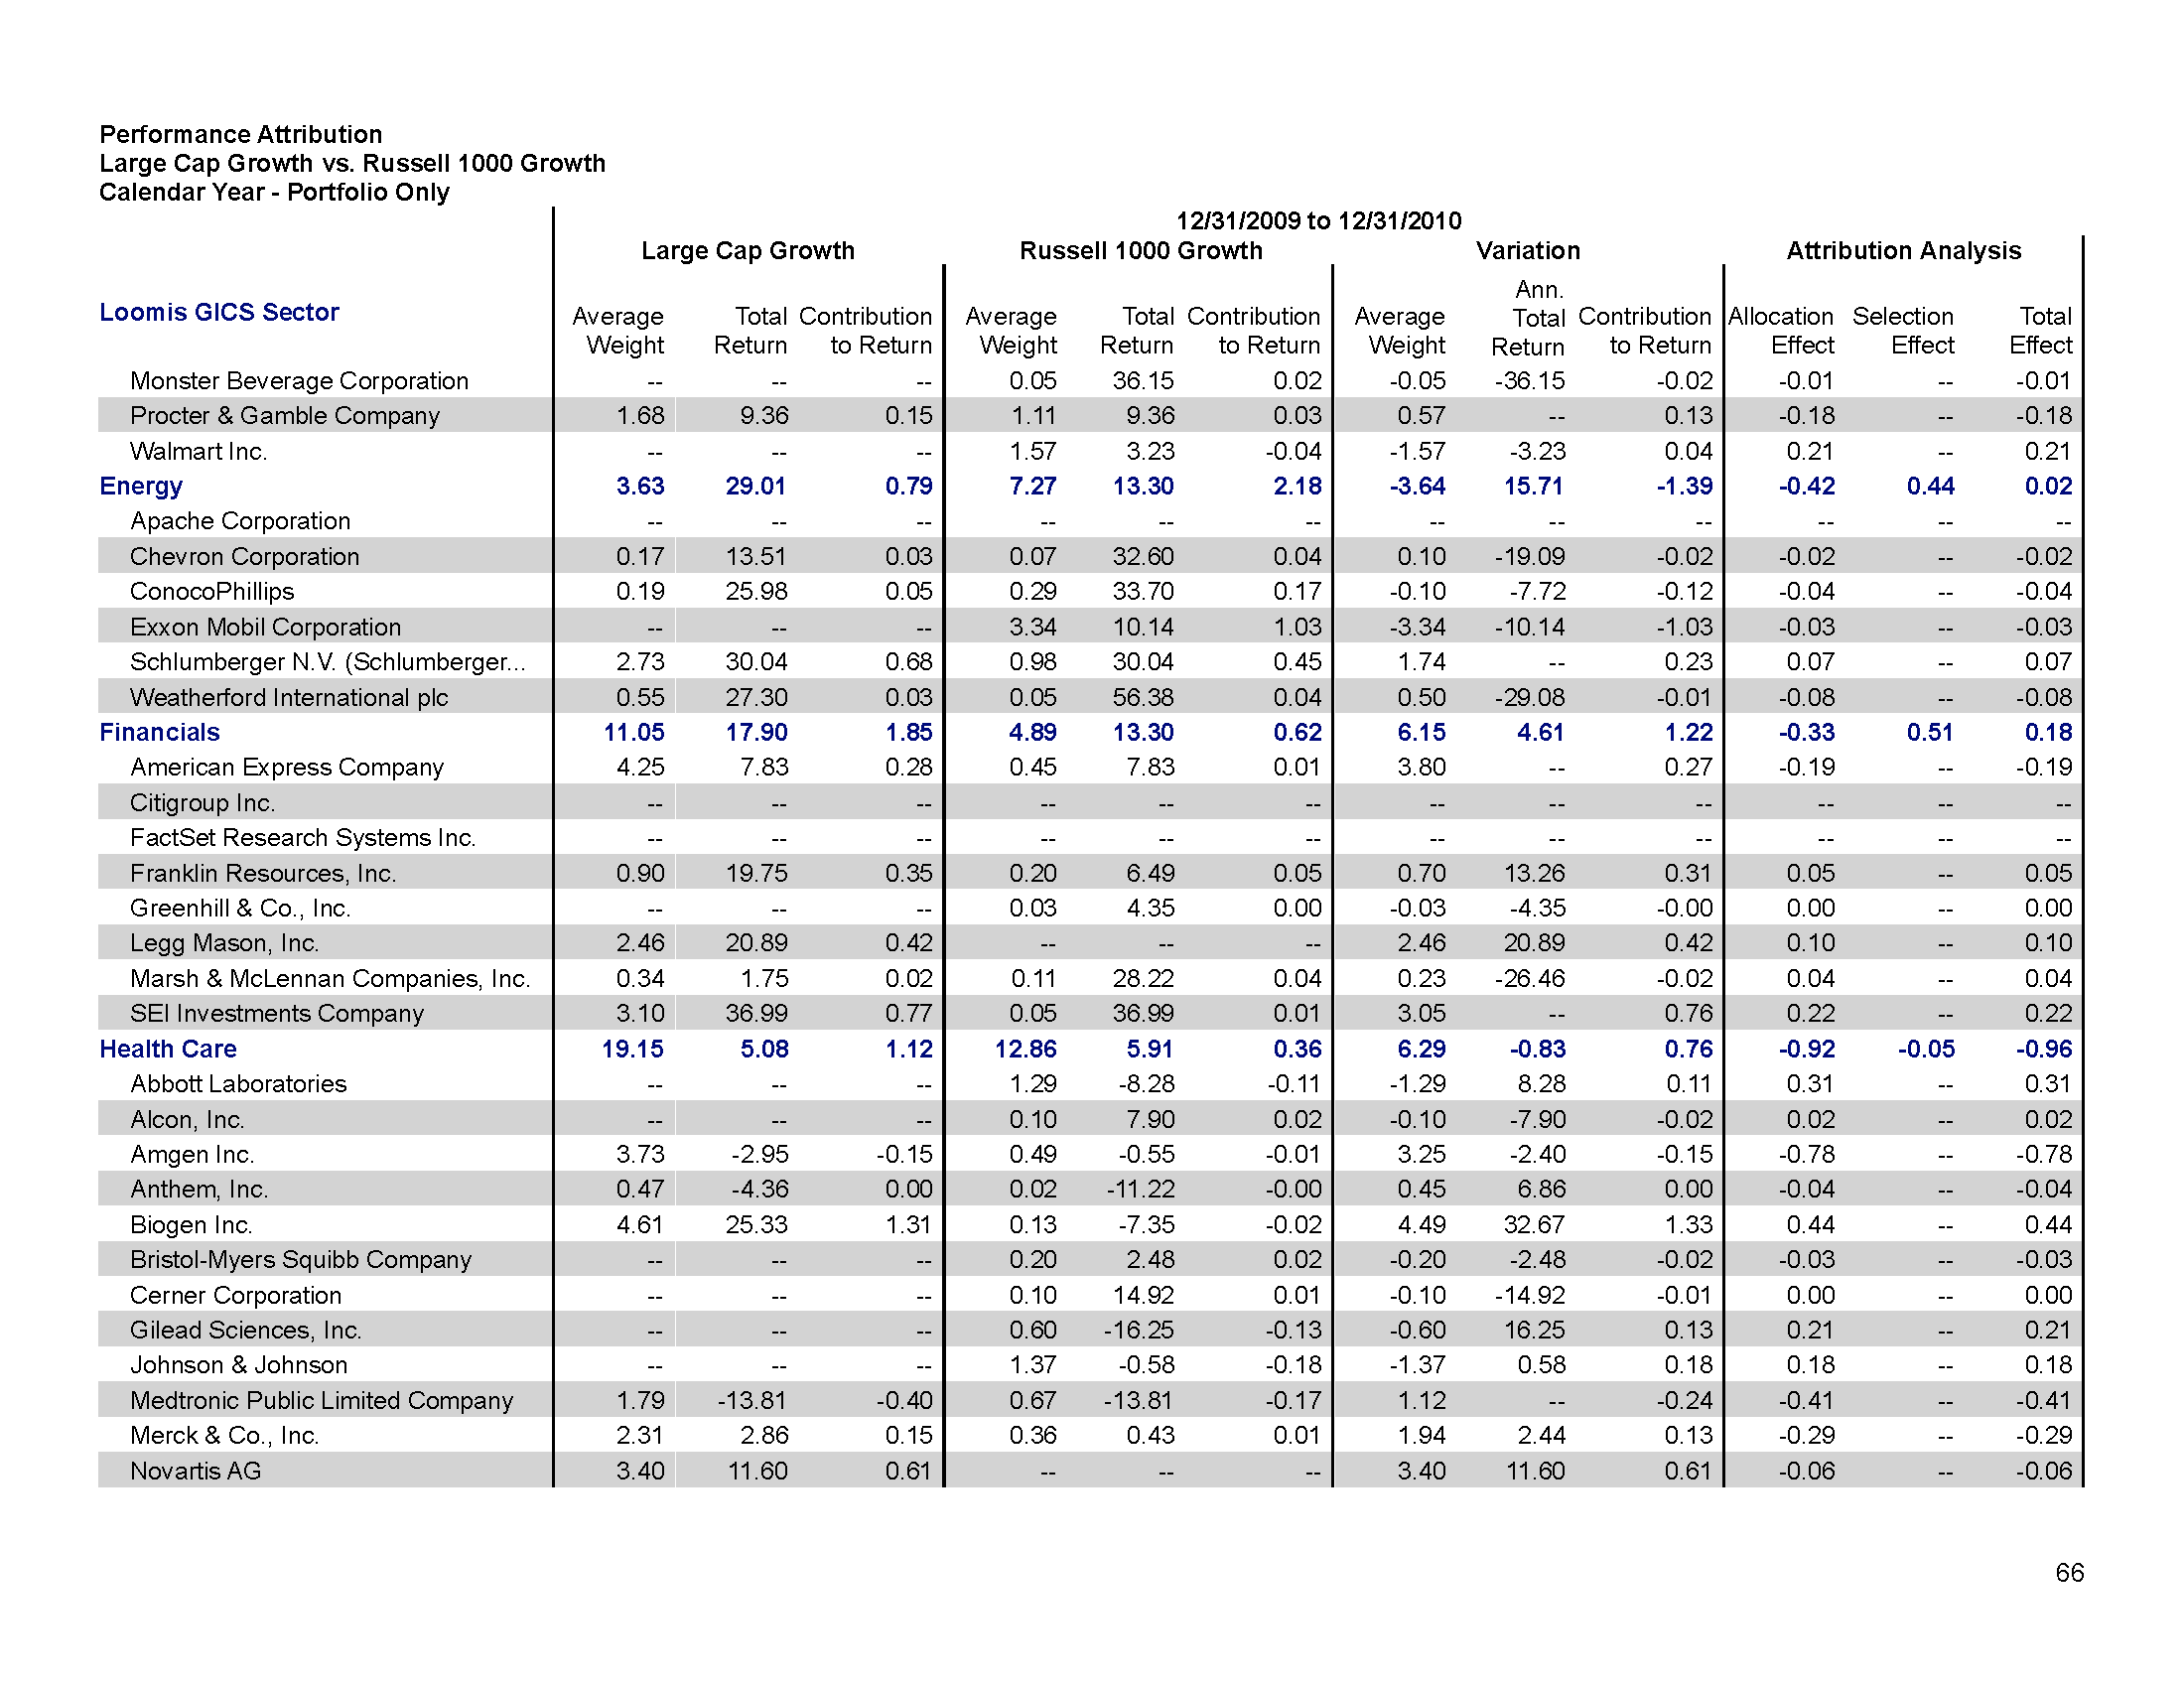 Performance Attribution
Large Cap Growth vs. Russell 1000 Growth
Calendar Year - Portfolio Only
12/31/2009 to 12/31/2010
Large Cap Growth Russell 1000 Growth Variation Attribution Analysis
Loomis GICS Sector Average Weight Total Return Contribution to Return Average Weight Total Return Contribution to Return Average Weight Ann. Total Return Contribution to Return Allocation Effect Selection Effect Total Effect
Monster Beverage Corporation -- -- -- 0.05 36.15 0.02 -0.05 -36.15 -0.02 -0.01 -- -0.01
Procter & Gamble Company 1.68 9.36 0.15 1.11 9.36 0.03 0.57 -- 0.13 -0.18 -- -0.18
Walmart Inc. -- -- -- 1.57 3.23 -0.04 -1.57 -3.23 0.04 0.21 -- 0.21
Energy 3.63 29.01 0.79 7.27 13.30 2.18 -3.64 15.71 -1.39 -0.42 0.44 0.02
Apache Corporation -- -- -- -- -- -- -- -- -- -- -- --
Chevron Corporation 0.17 13.51 0.03 0.07 32.60 0.04 0.10 -19.09 -0.02 -0.02 -- -0.02
ConocoPhillips 0.19 25.98 0.05 0.29 33.70 0.17 -0.10 -7.72 -0.12 -0.04 -- -0.04
Exxon Mobil Corporation -- -- -- 3.34 10.14 1.03 -3.34 -10.14 -1.03 -0.03 -- -0.03
Schlumberger N.V. (Schlumberger... 2.73 30.04 0.68 0.98 30.04 0.45 1.74 -- 0.23 0.07 -- 0.07
Weatherford International plc 0.55 27.30 0.03 0.05 56.38 0.04 0.50 -29.08 -0.01 -0.08 -- -0.08
Financials 11.05 17.90 1.85 4.89 13.30 0.62 6.15 4.61 1.22 -0.33 0.51 0.18
American Express Company 4.25 7.83 0.28 0.45 7.83 0.01 3.80 -- 0.27 -0.19 -- -0.19
Citigroup Inc. -- -- -- -- -- -- -- -- -- -- -- --
FactSet Research Systems Inc. -- -- -- -- -- -- -- -- -- -- -- --
Franklin Resources, Inc. 0.90 19.75 0.35 0.20 6.49 0.05 0.70 13.26 0.31 0.05 -- 0.05
Greenhill & Co., Inc. -- -- -- 0.03 4.35 0.00 -0.03 -4.35 -0.00 0.00 -- 0.00
Legg Mason, Inc. 2.46 20.89 0.42 -- -- -- 2.46 20.89 0.42 0.10 -- 0.10
Marsh & McLennan Companies, Inc. 0.34 1.75 0.02 0.11 28.22 0.04 0.23 -26.46 -0.02 0.04 -- 0.04
SEI Investments Company 3.10 36.99 0.77 0.05 36.99 0.01 3.05 -- 0.76 0.22 -- 0.22
Health Care 19.15 5.08 1.12 12.86 5.91 0.36 6.29 -0.83 0.76 -0.92 -0.05 -0.96
Abbott Laboratories -- -- -- 1.29 -8.28 -0.11 -1.29 8.28 0.11 0.31 -- 0.31
Alcon, Inc. -- -- -- 0.10 7.90 0.02 -0.10 -7.90 -0.02 0.02 -- 0.02
Amgen Inc. 3.73 -2.95 -0.15 0.49 -0.55 -0.01 3.25 -2.40 -0.15 -0.78 -- -0.78
Anthem, Inc. 0.47 -4.36 0.00 0.02 -11.22 -0.00 0.45 6.86 0.00 -0.04 -- -0.04
Biogen Inc. 4.61 25.33 1.31 0.13 -7.35 -0.02 4.49 32.67 1.33 0.44 -- 0.44
Bristol-Myers Squibb Company -- -- -- 0.20 2.48 0.02 -0.20 -2.48 -0.02 -0.03 -- -0.03
Cerner Corporation -- -- -- 0.10 14.92 0.01 -0.10 -14.92 -0.01 0.00 -- 0.00
Gilead Sciences, Inc. -- -- -- 0.60 -16.25 -0.13 -0.60 16.25 0.13 0.21 -- 0.21
Johnson & Johnson -- -- -- 1.37 -0.58 -0.18 -1.37 0.58 0.18 0.18 -- 0.18
Medtronic Public Limited Company 1.79 -13.81 -0.40 0.67 -13.81 -0.17 1.12 -- -0.24 -0.41 -- -0.41
Merck & Co., Inc. 2.31 2.86 0.15 0.36 0.43 0.01 1.94 2.44 0.13 -0.29 -- -0.29
Novartis AG 3.40 11.60 0.61 -- -- -- 3.40 11.60 0.61 -0.06 -- -0.06
66